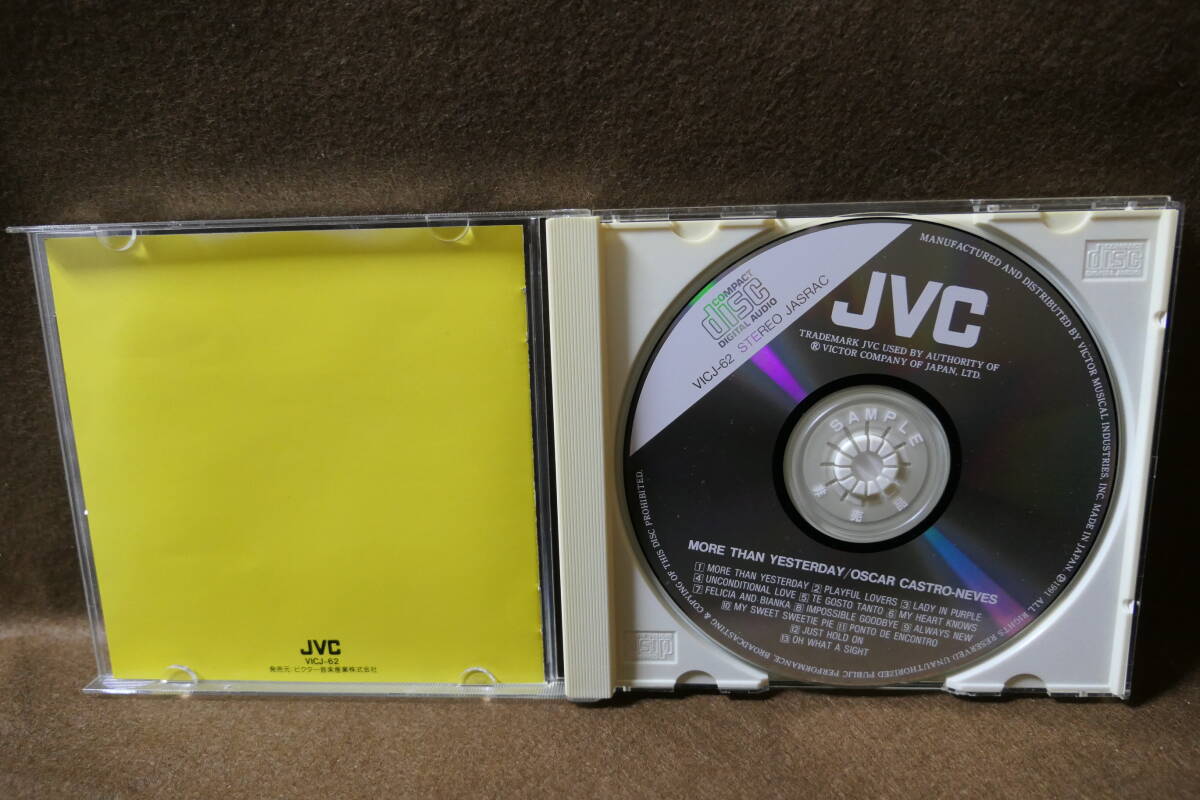 JVC
VICJ-62
発売元:ビクター音楽産業株式会社
COMPACT
disc
DIGITAL AUDIO
VICJ-62 STEREO JASRAC
JVC
TRADEMARK JVC USED BY AUTHORITY OF
® VICTOR COMPANY OF JAPAN, LTD.
MANUFACTURED AND DISTRIBUTED BY VICTOR MUSICAL INDUSTRIES, INC. MADE IN JAPAN Ⓟ1991 ALL RIGHTS RESERVED UNAUTHORIZED PUBLIC PERFORMANCE, BROADCASTING & COPYING OF THIS DISC PROHIBITED.
SAMPLE
非売品
MORE THAN YESTERDAY/OSCAR CASTRO-NEVES
1 MORE THAN YESTERDAY 2 PLAYFUL LOVERS 3 LADY IN PURPLE
4 UNCONDITIONAL LOVE 5 TE GOSTO TANTO 6 MY HEART KNOWS
7 FELICIA AND BIANKA 8 IMPOSSIBLE GOODBYE 9 ALWAYS NEW
10 MY SWEET SWEETIE PIE 11 PONTO DE ENCONTRO
12 JUST HOLD ON
13 OH WHAT A SIGHT
disc
disc